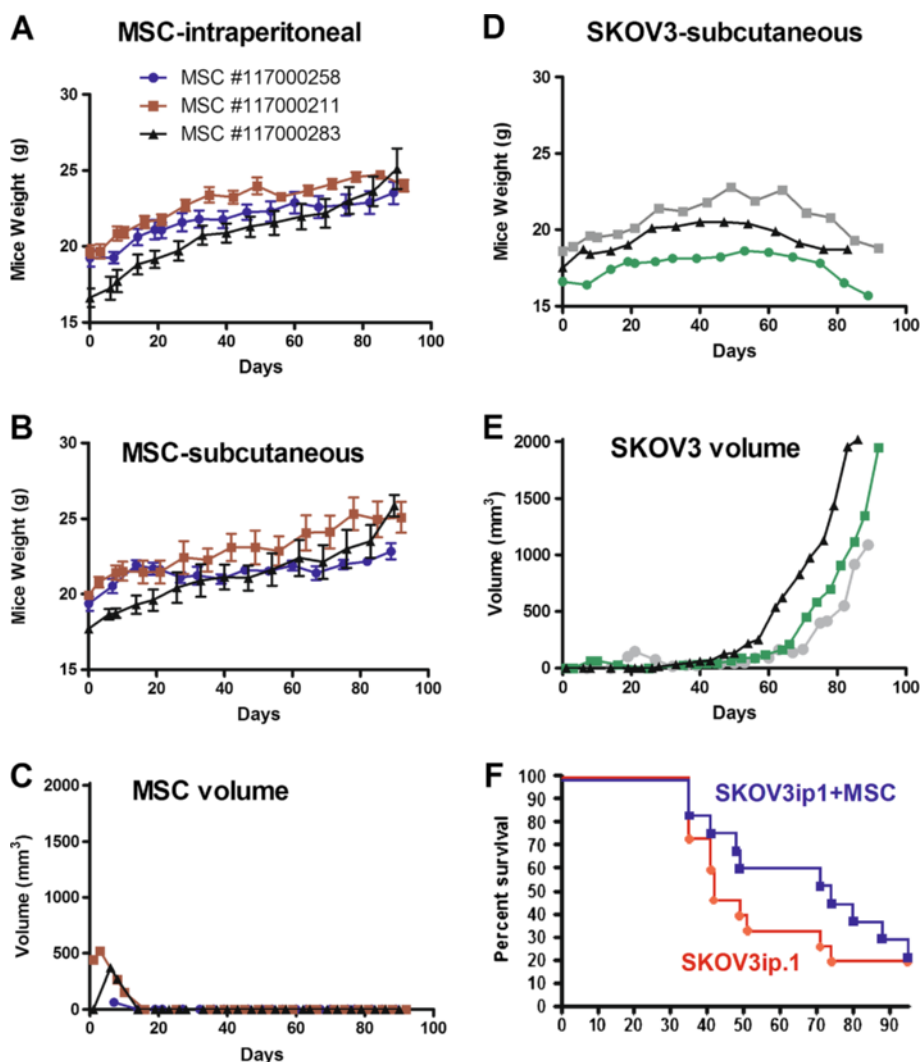 A
MSC-intraperitoneal
MSC #117000258
MSC #117000211
MSC #117000283
30
25
20
15
Mice Weight (g)
0 20 40 60 80 100
Days
B
MSC-subcutaneous
30
25
20
15
Mice Weight (g)
0 20 40 60 80 100
Days
C
MSC volume
2000
1500
1000
500
0
Volume (mm³)
0 20 40 60 80 100
Days
D
SKOV3-subcutaneous
30
25
20
15
Mice Weight (g)
0 20 40 60 80 100
Days
E
SKOV3 volume
2000
1500
1000
500
0
Volume (mm³)
0 20 40 60 80 100
Days
F
SKOV3ip1+MSC
SKOV3ip.1
100
90
80
70
60
50
40
30
20
10
0
Percent survival
0 10 20 30 40 50 60 70 80 90